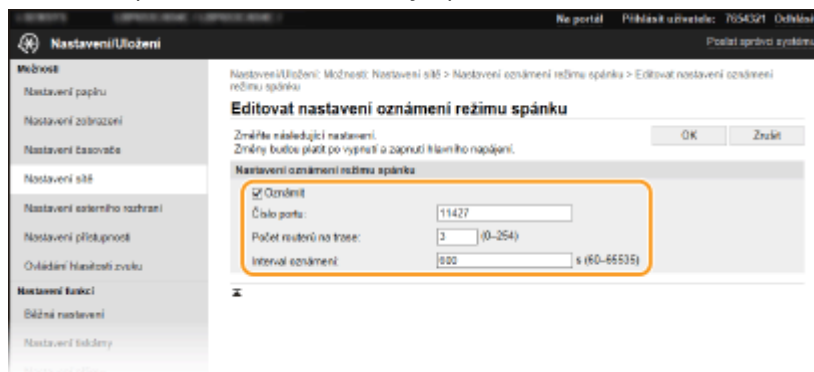 Na portál Přihlásit uživatele: 7654321 Odhlásit
Nastavení/Uložení
Poslat správci systému
Možnosti
Nastavení papíru
Nastavení zobrazení
Nastavení časovače
Nastavení sítě
Nastavení externího rozhraní
Nastavení přístupnosti
Ovládání hlasitosti zvuku
Nastavení funkcí
Běžná nastavení
Nastavení tiskárny
Nastavení/Uložení: Možnosti: Nastavení sítě > Nastavení oznámení režimu spánku > Editovat nastavení oznámení
režimu spánku
Editovat nastavení oznámení režimu spánku
Změňte následující nastavení.
Změny budou platit po vypnutí a zapnutí hlavního napájení.
OK Zrušit
Nastavení oznámení režimu spánku
Oznámit
Číslo portu: 11427
Počet routerů na trase: 3 (0–254)
Interval oznámení: 600 s (60–65535)